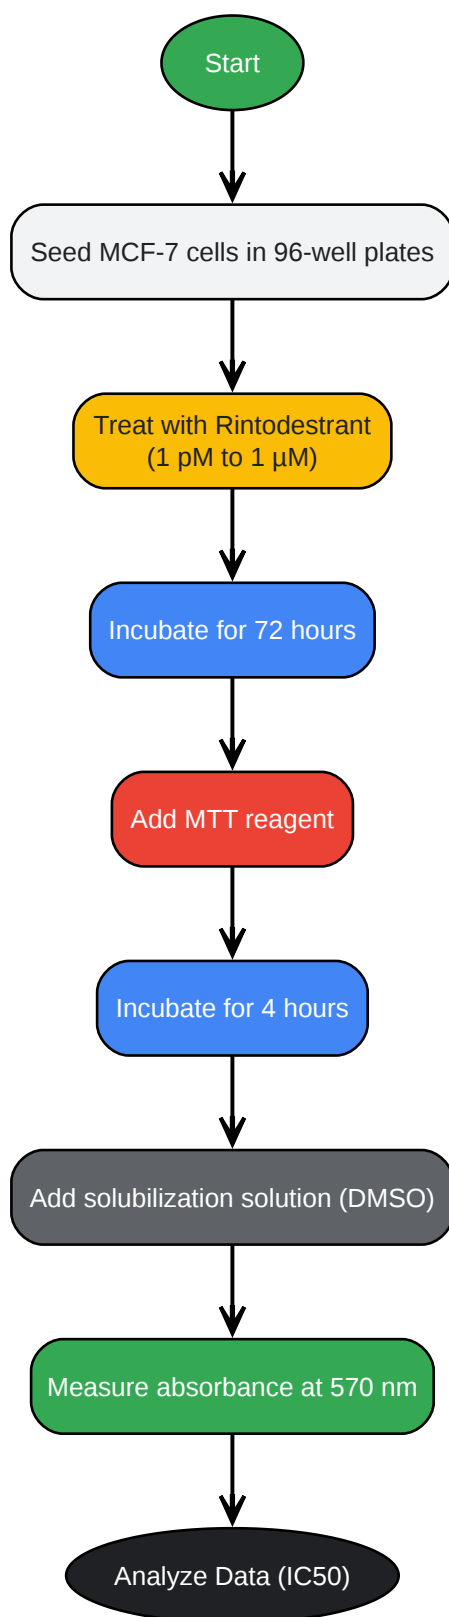 Start
Seed MCF-7 cells in 96-well plates
Treat with Rintodestrant
(1 pM to 1 µM)
Incubate for 72 hours
Add MTT reagent
Incubate for 4 hours
Add solubilization solution (DMSO)
Measure absorbance at 570 nm
Analyze Data (IC50)